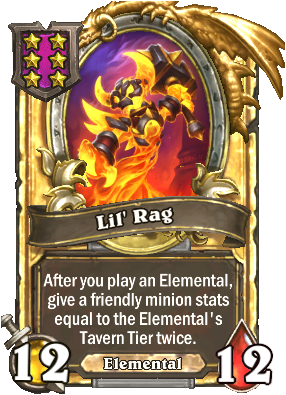 Lil' Rag
After you play an Elemental,
give a friendly minion stats
equal to the Elemental's
Tavern Tier twice.
12
Elemental
12